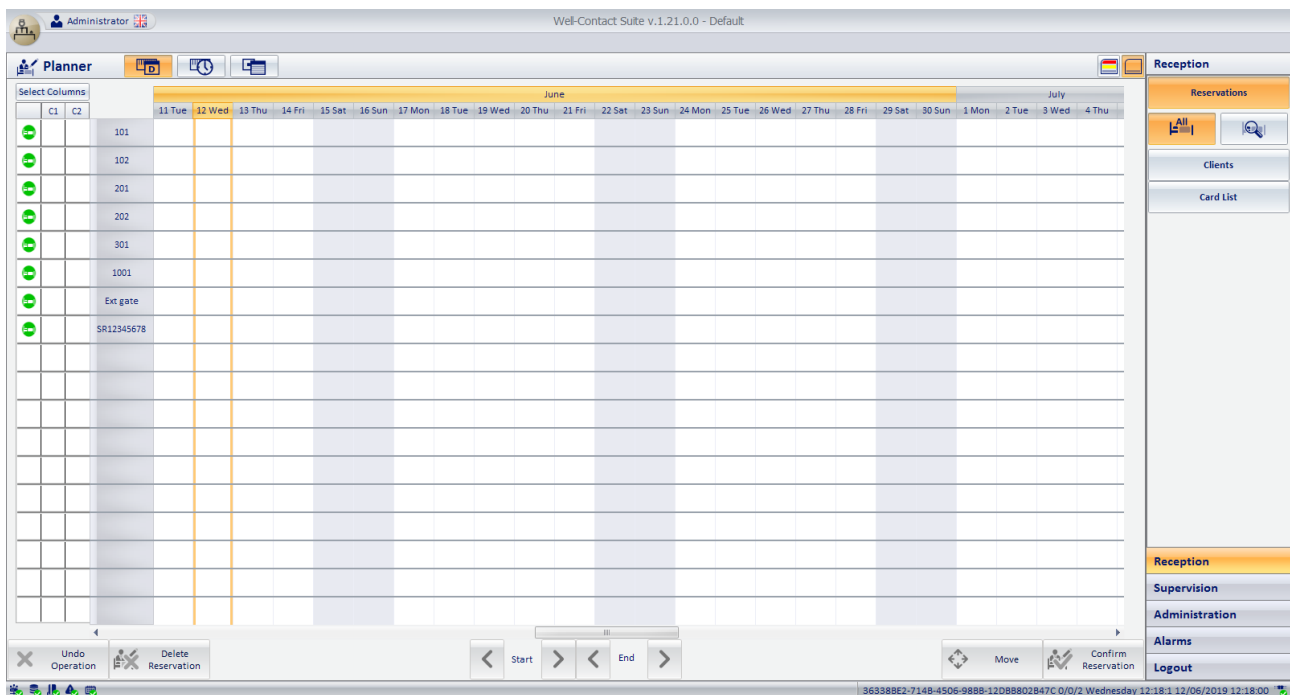 Administrator
Well-Contact Suite v.1.21.0.0 - Default
Planner
D
Reception
Select Columns
June
July
Reservations
C1 C2
11 Tue 12 Wed 13 Thu 14 Fri 15 Sat 16 Sun 17 Mon 18 Tue 19 Wed 20 Thu 21 Fri 22 Sat 23 Sun 24 Mon 25 Tue 26 Wed 27 Thu 28 Fri 29 Sat 30 Sun 1 Mon 2 Tue 3 Wed 4 Thu
All
101
102
Clients
201
Card List
202
301
1001
Ext gate
SR12345678
Reception
Supervision
Administration
Alarms
Logout
Undo Operation
Delete Reservation
Start
End
Move
Confirm Reservation
363388E2-714B-4506-98B8-12DBB802B47C 0/0/2 Wednesday 12:18:1 12/06/2019 12:18:00